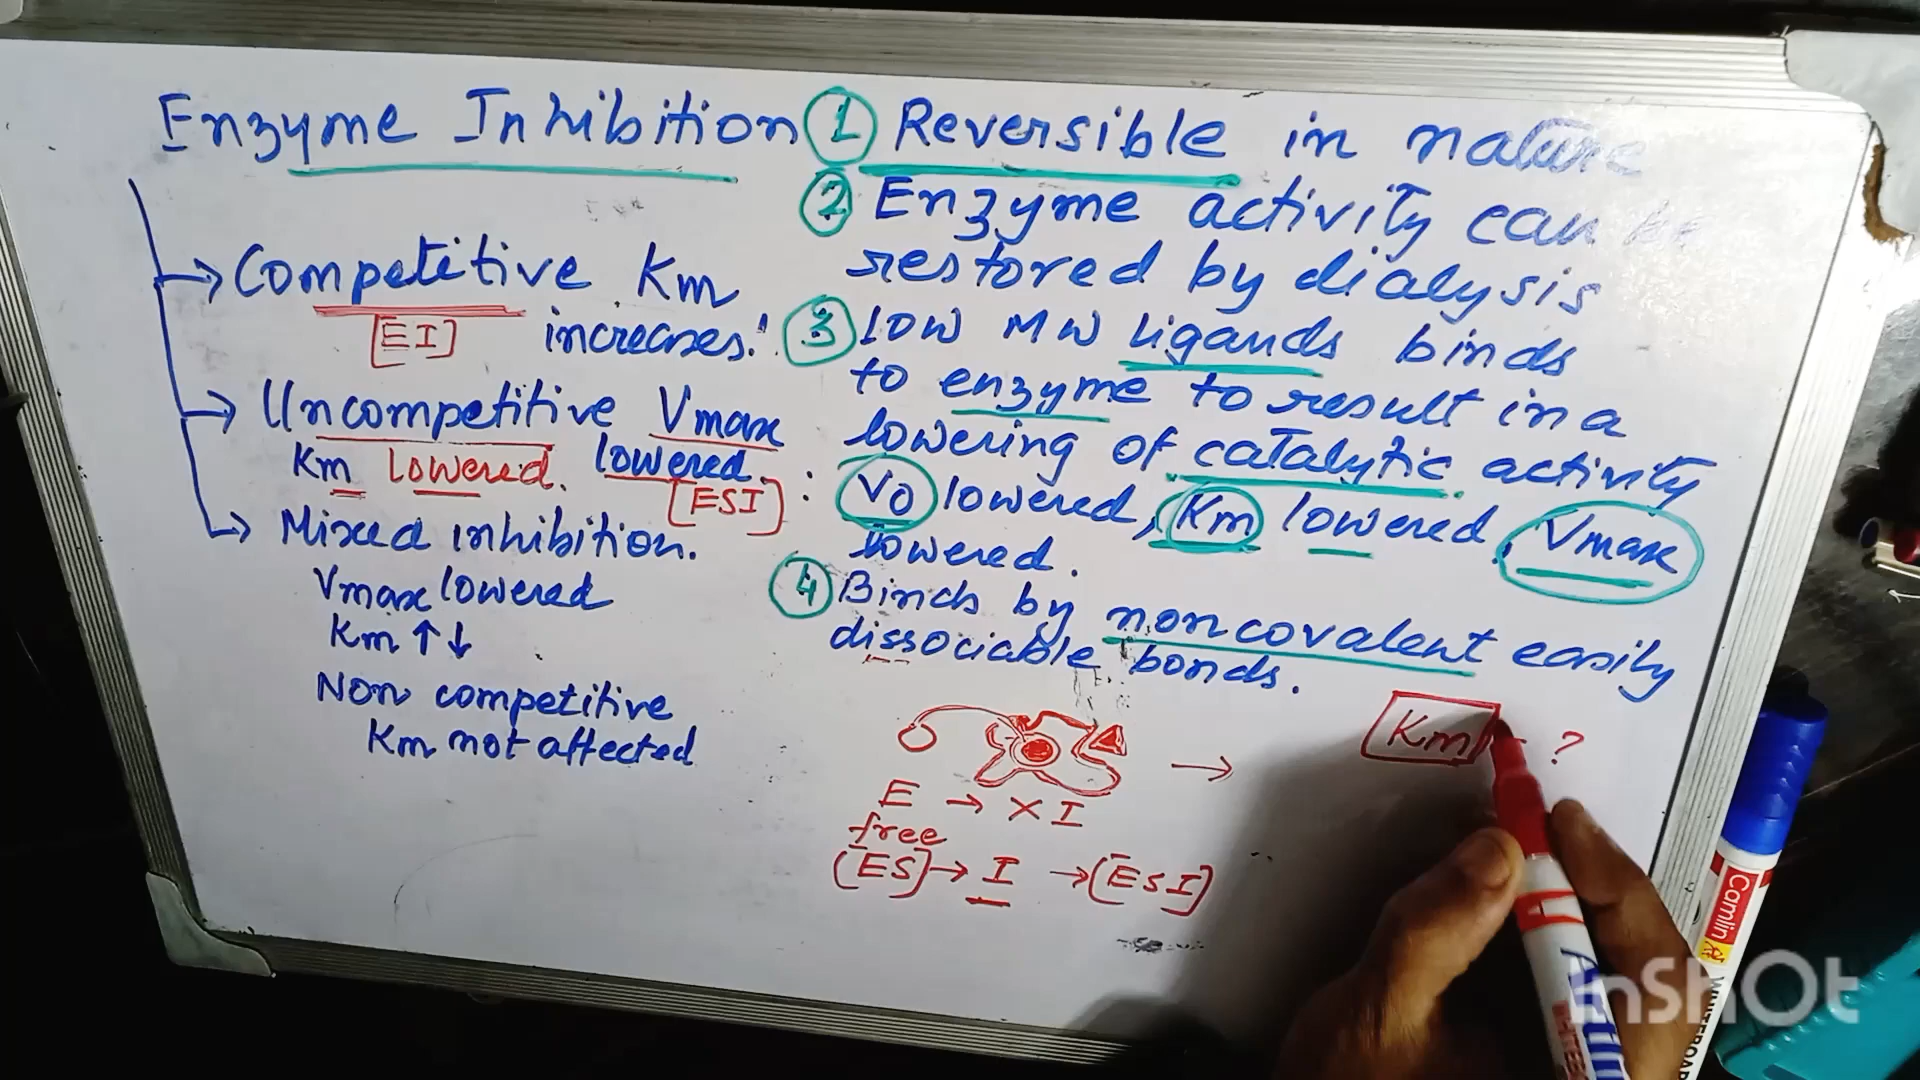 Enzyme Inhibition
→ Competitive Km
[EI] increases.
→ Uncompetitive Vmax
Km lowered. lowered.
[ESI]
→ Mixed inhibition.
Vmax lowered
Km ↑↓
Non competitive
Km not affected
1 Reversible in nature
2 Enzyme activity can be
restored by dialysis
3 Low MW ligands binds
to enzyme to result in a
lowering of catalytic activity
: Vo lowered, Km lowered, Vmax
lowered.
4 Binds by non covalent easily
dissociable bonds.
Km - ?
→
E → X I
free
(ES] → I → [ESI]
Camlin
InShOt